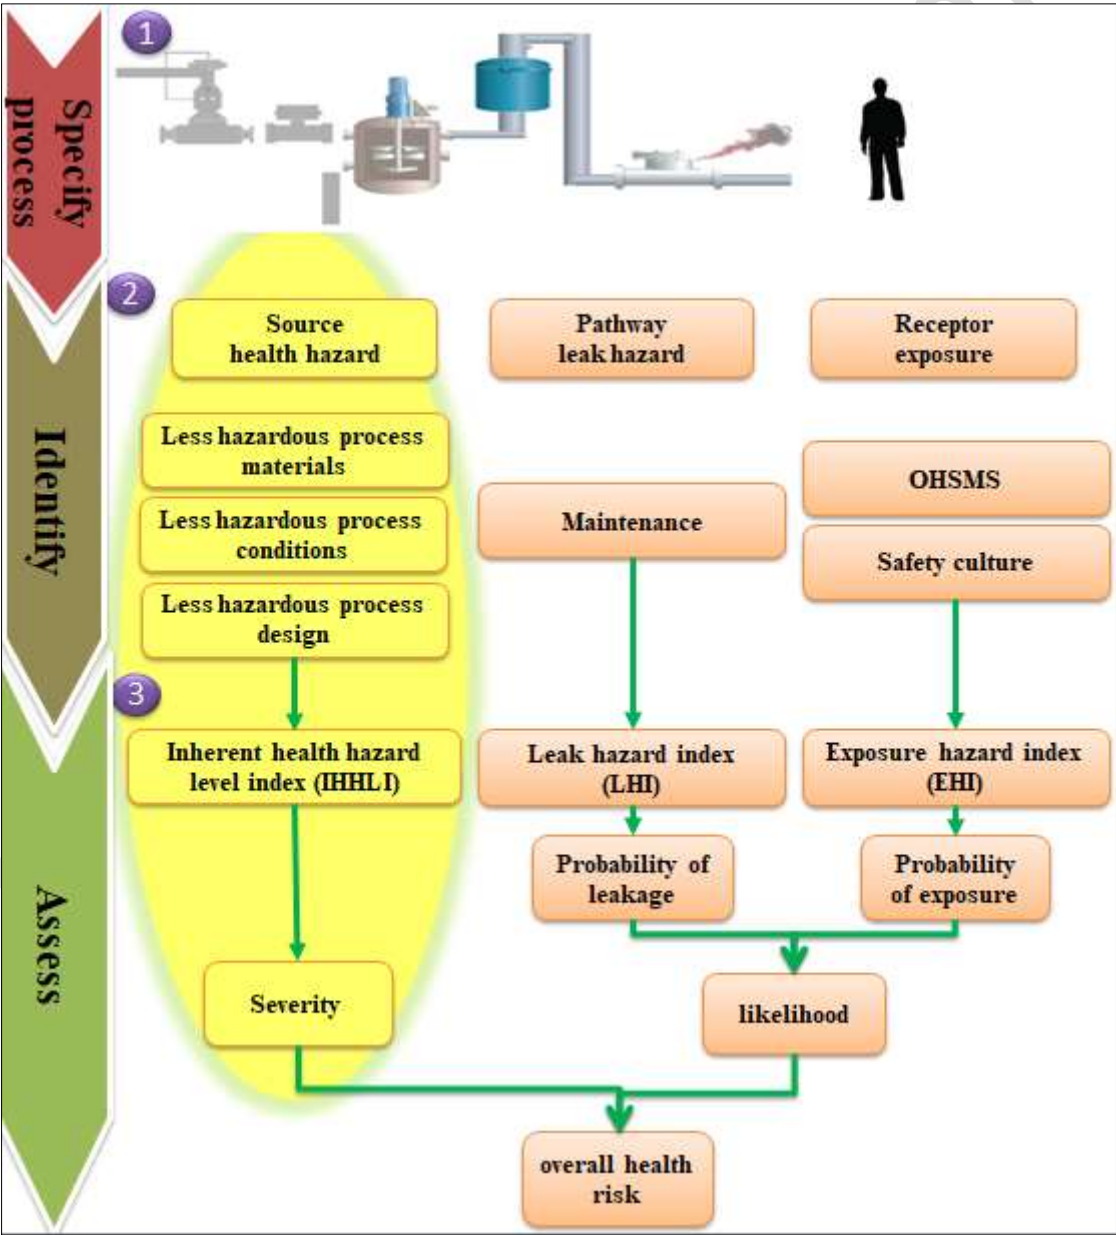 1
Specify
process
2
Source
health hazard
Pathway
leak hazard
Receptor
exposure
Identify
Less hazardous process
materials
Less hazardous process
conditions
Less hazardous process
design
Maintenance
OHSMS
Safety culture
3
Inherent health hazard
level index (IHHLI)
Leak hazard index
(LHI)
Exposure hazard index
(EHI)
Assess
Probability of
leakage
Probability
of exposure
Severity
likelihood
overall health
risk